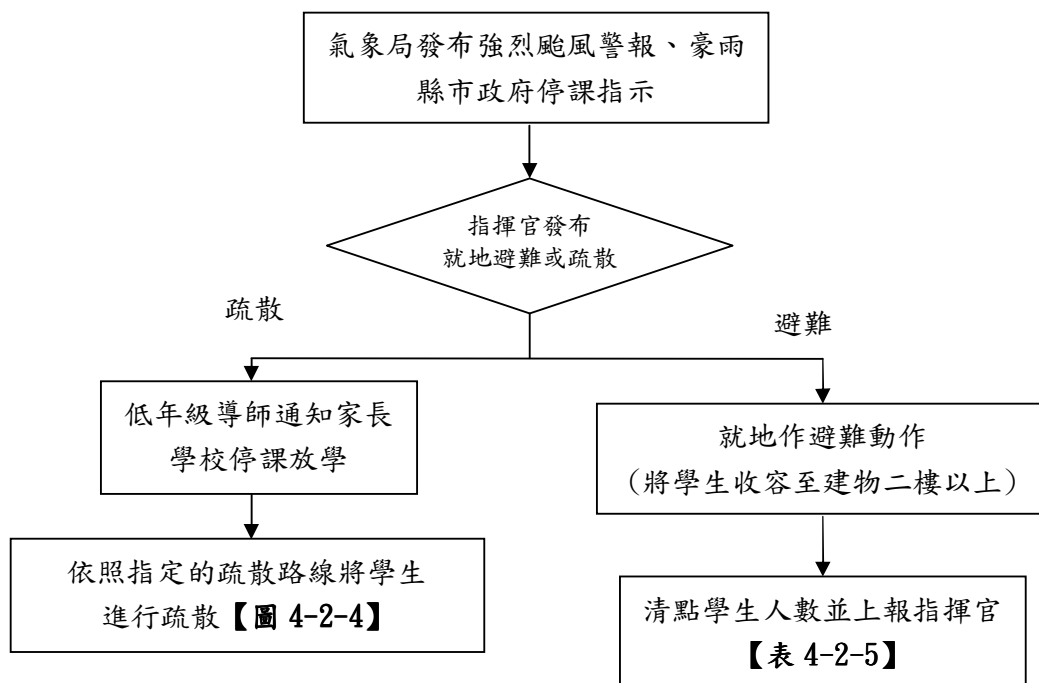 氣象局發布強烈颱風警報、豪雨
縣市政府停課指示
指揮官發布
就地避難或疏散
疏散
避難
低年級導師通知家長
學校停課放學
就地作避難動作
（將學生收容至建物二樓以上）
依照指定的疏散路線將學生
進行疏散【圖 4-2-4】
清點學生人數並上報指揮官
【表 4-2-5】